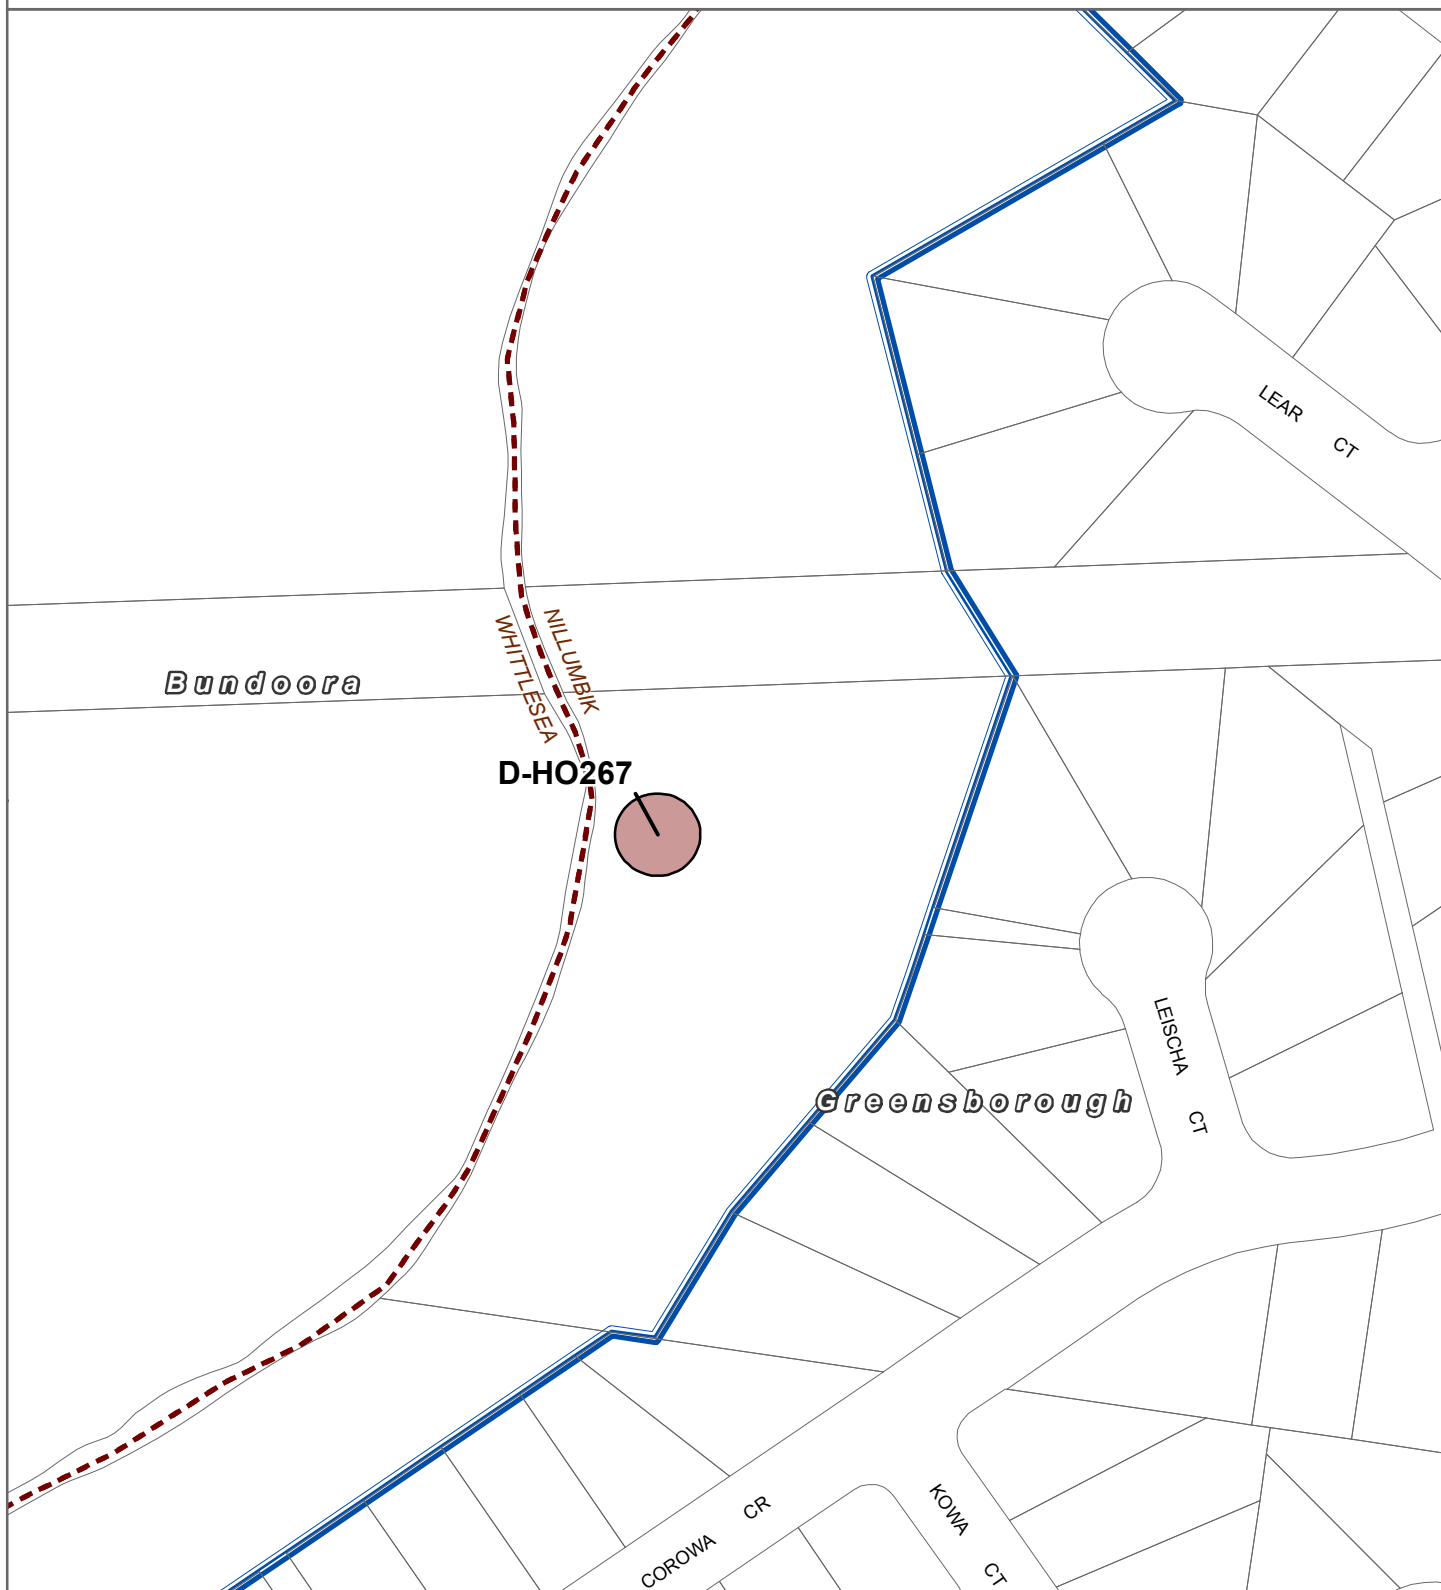 LEAR CT
NILLUMBIK
WHITTLESEA
Bundoora
D-HO267
LEISCHA CT
Greensborough
KOWA CT
COROWA CR